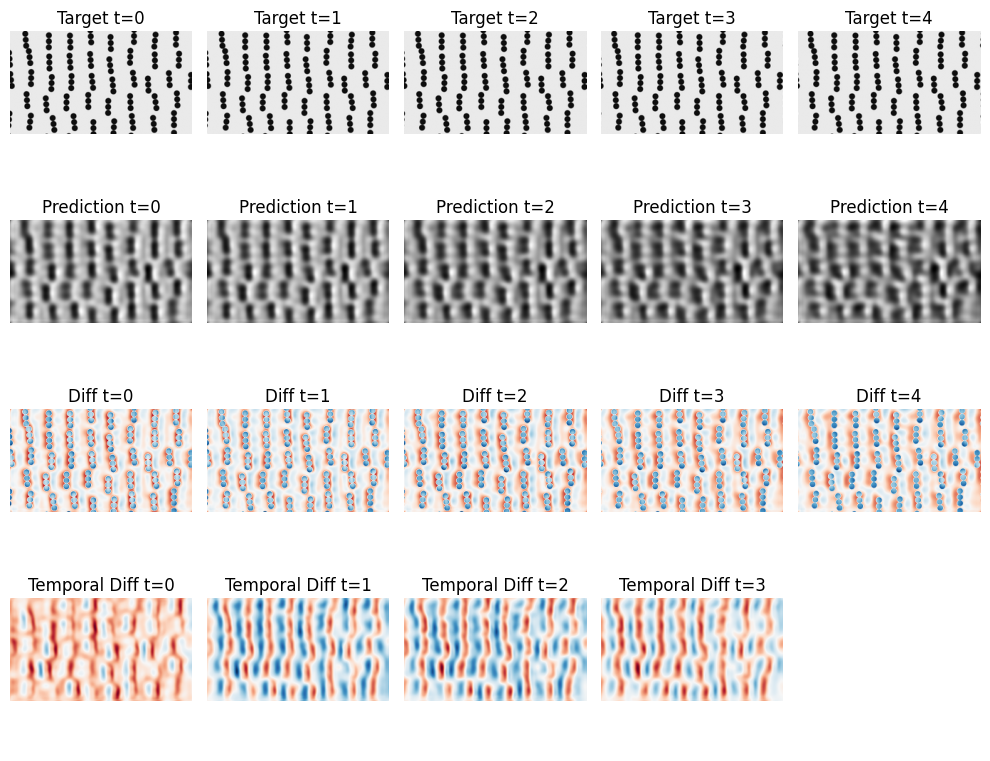 Target t=0 Target t=1 Target t=2 Target t=3 Target t=4
Prediction t=0 Prediction t=1 Prediction t=2 Prediction t=3 Prediction t=4
Diff t=0 Diff t=1 Diff t=2 Diff t=3 Diff t=4
Temporal Diff t=0 Temporal Diff t=1 Temporal Diff t=2 Temporal Diff t=3